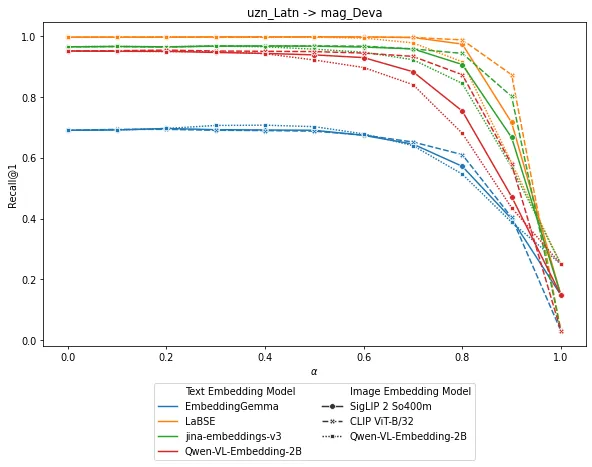 uzn_Latn -> mag_Deva
Recall@1
1.0
0.8
0.6
0.4
0.2
0.0
0.0 0.2 0.4 0.6 0.8 1.0
α
Text Embedding Model
EmbeddingGemma
LaBSE
jina-embeddings-v3
Qwen-VL-Embedding-2B
Image Embedding Model
SigLIP 2 So400m
CLIP ViT-B/32
Qwen-VL-Embedding-2B